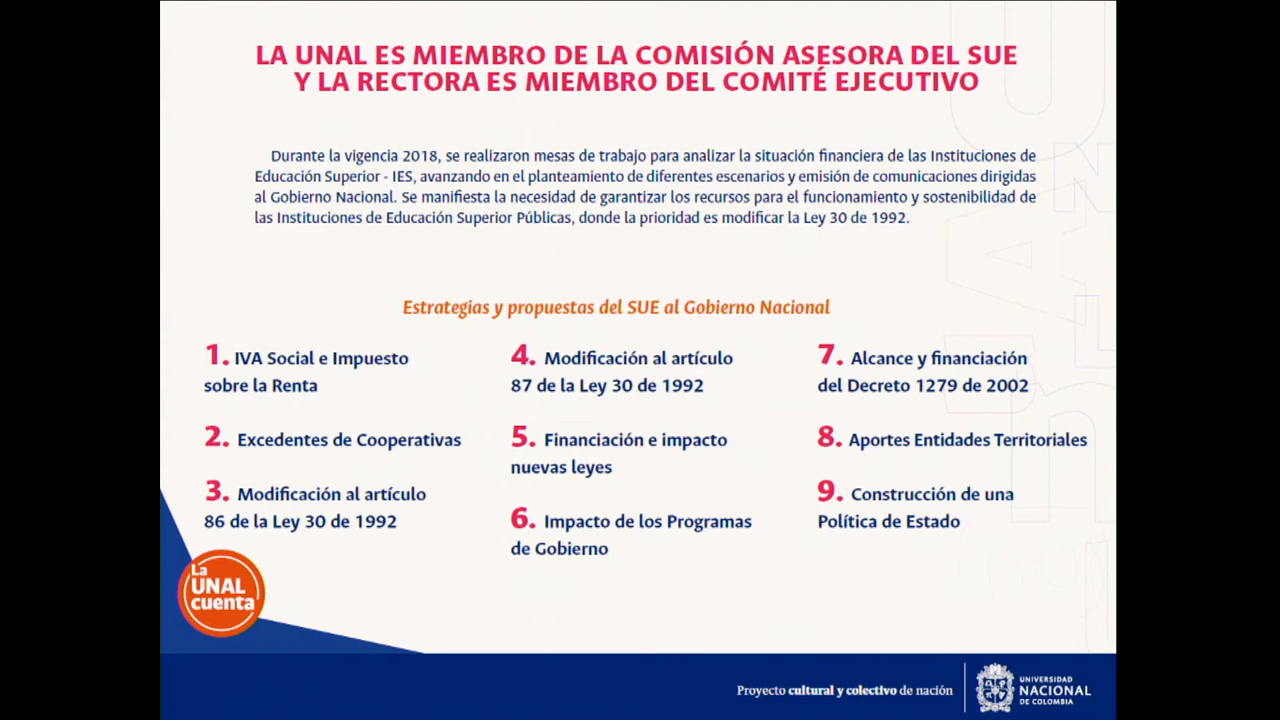 LA UNAL ES MIEMBRO DE LA COMISIÓN ASESORA DEL SUE
Y LA RECTORA ES MIEMBRO DEL COMITÉ EJECUTIVO
Durante la vigencia 2018, se realizaron mesas de trabajo para analizar la situación financiera de las Instituciones de
Educación Superior - IES, avanzando en el planteamiento de diferentes escenarios y emisión de comunicaciones dirigidas
al Gobierno Nacional. Se manifiesta la necesidad de garantizar los recursos para el funcionamiento y sostenibilidad de
las Instituciones de Educación Superior Públicas, donde la prioridad es modificar la Ley 30 de 1992.
Estrategias y propuestas del SUE al Gobierno Nacional
1. IVA Social e Impuesto
sobre la Renta
2. Excedentes de Cooperativas
3. Modificación al artículo
86 de la Ley 30 de 1992
4. Modificación al artículo
87 de la Ley 30 de 1992
5. Financiación e impacto
nuevas leyes
6. Impacto de los Programas
de Gobierno
7. Alcance y financiación
del Decreto 1279 de 2002
8. Aportes Entidades Territoriales
9. Construcción de una
Política de Estado
La
UNAL
cuenta
Proyecto cultural y colectivo de nación
UNIVERSIDAD
NACIONAL
DE COLOMBIA